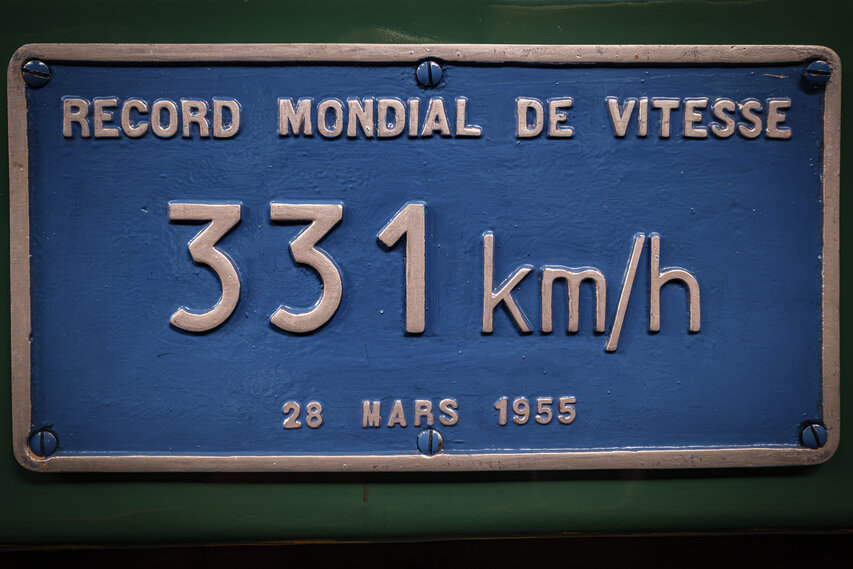 RECORD MONDIAL DE VITESSE
331 km/h
28 MARS 1955